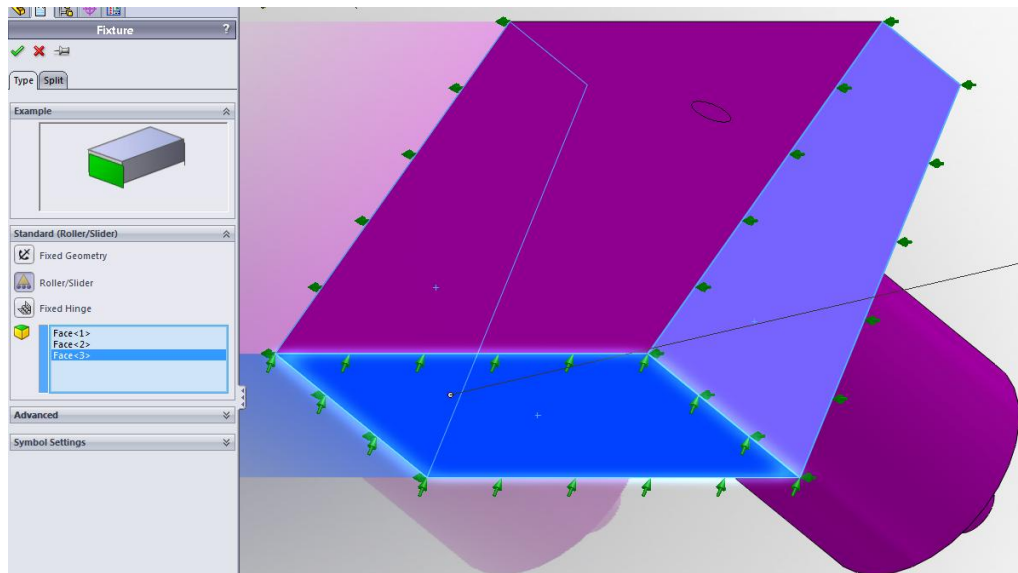 Fixture
?
Type Split
Example
Standard (Roller/Slider)
Fixed Geometry
Roller/Slider
Fixed Hinge
Face<1>
Face<2>
Face<3>
Advanced
Symbol Settings